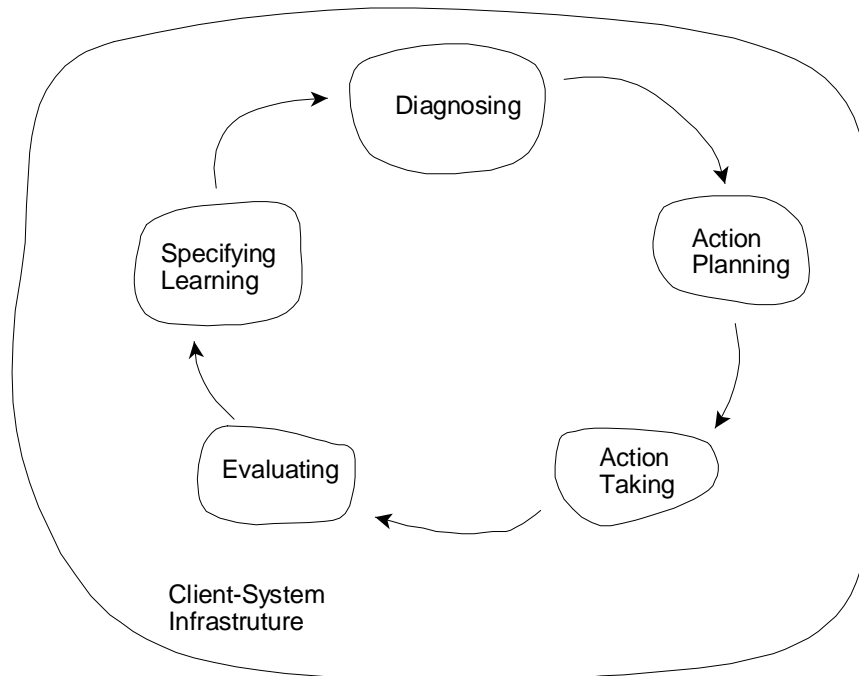 Diagnosing
Action
Planning
Action
Taking
Evaluating
Specifying
Learning
Client-System
Infrastruture